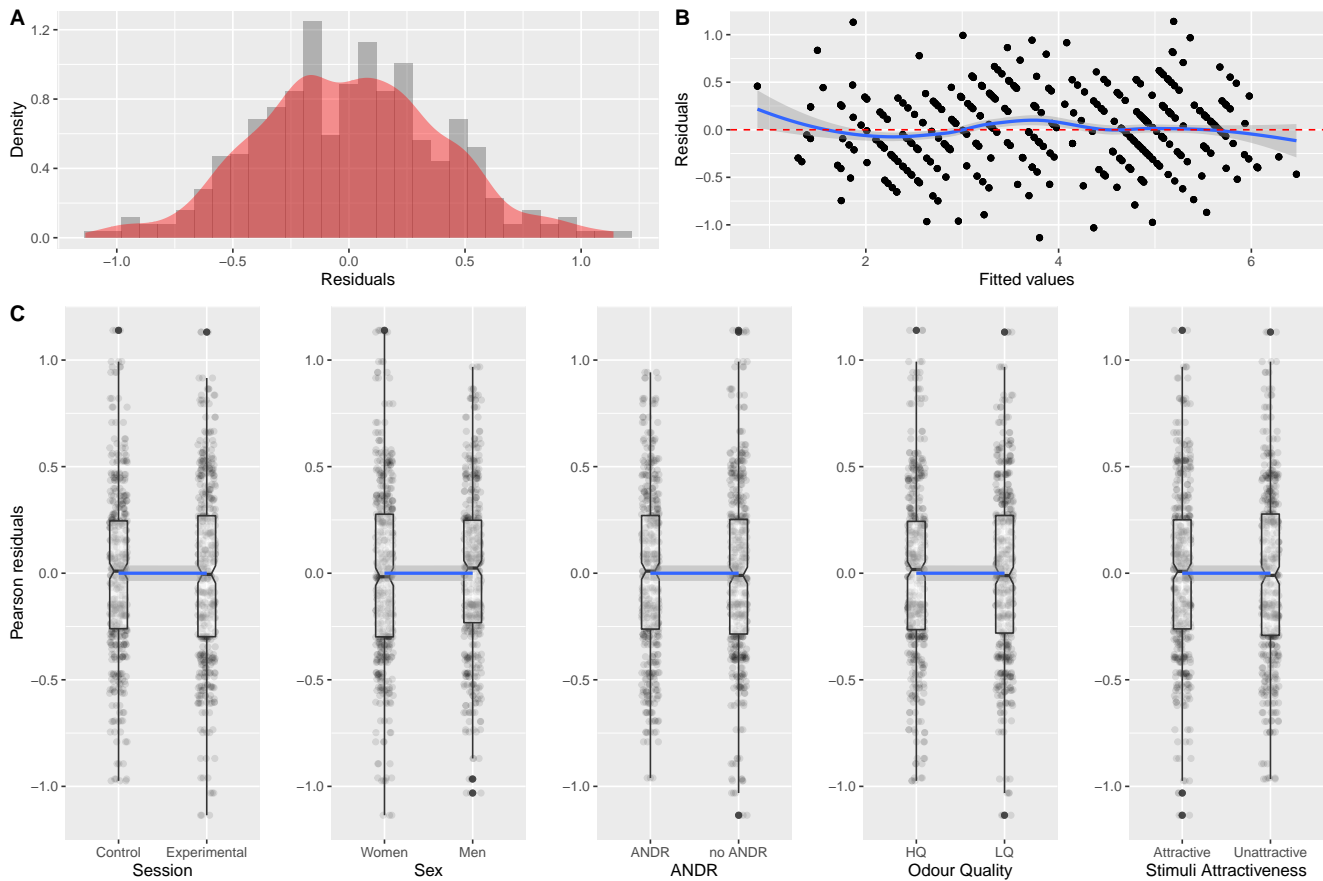 A
Density
1.2
0.8
0.4
0.0
−1.0 −0.5 0.0 0.5 1.0
Residuals
B
Residuals
1.0
0.5
0.0
−0.5
−1.0
2 4 6
Fitted values
C
Pearson residuals
1.0
0.5
0.0
−0.5
−1.0
Control Experimental
Session
1.0
0.5
0.0
−0.5
−1.0
Women Men
Sex
1.0
0.5
0.0
−0.5
−1.0
ANDR no ANDR
ANDR
1.0
0.5
0.0
−0.5
−1.0
HQ LQ
Odour Quality
1.0
0.5
0.0
−0.5
−1.0
Attractive Unattractive
Stimuli Attractiveness